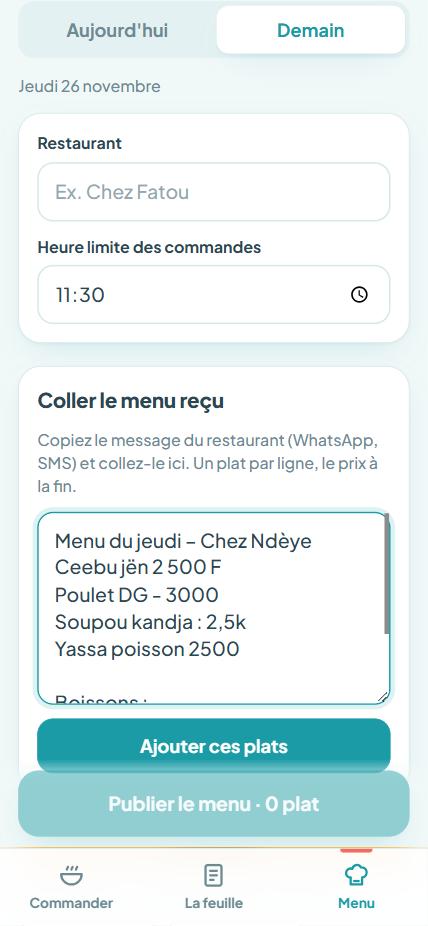 Aujourd'hui
Demain
Jeudi 26 novembre
Restaurant
Ex. Chez Fatou
Heure limite des commandes
11:30
Coller le menu reçu
Copiez le message du restaurant (WhatsApp,
SMS) et collez-le ici. Un plat par ligne, le prix à
la fin.
Menu du jeudi – Chez Ndèye
Ceebu jën 2 500 F
Poulet DG - 3000
Soupou kandja : 2,5k
Yassa poisson 2500
Boissons :
Ajouter ces plats
Publier le menu · 0 plat
Commander
La feuille
Menu